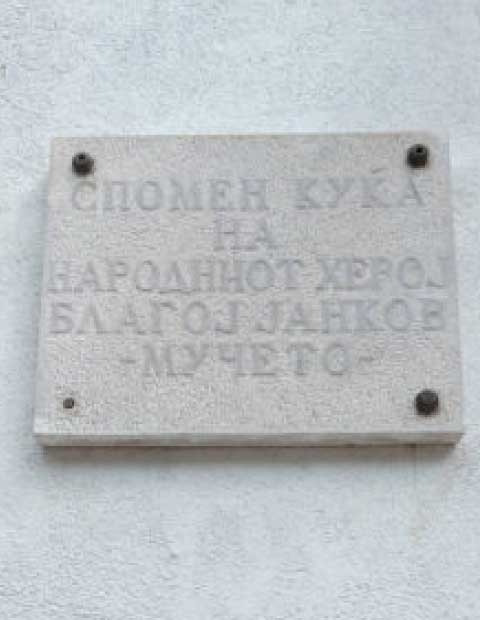 СПОМЕН КУЌА
НА
НАРОДНИОТ ХЕРОЈ
БЛАГОЈ ЈАНКОВ
-МУЧЕТО-